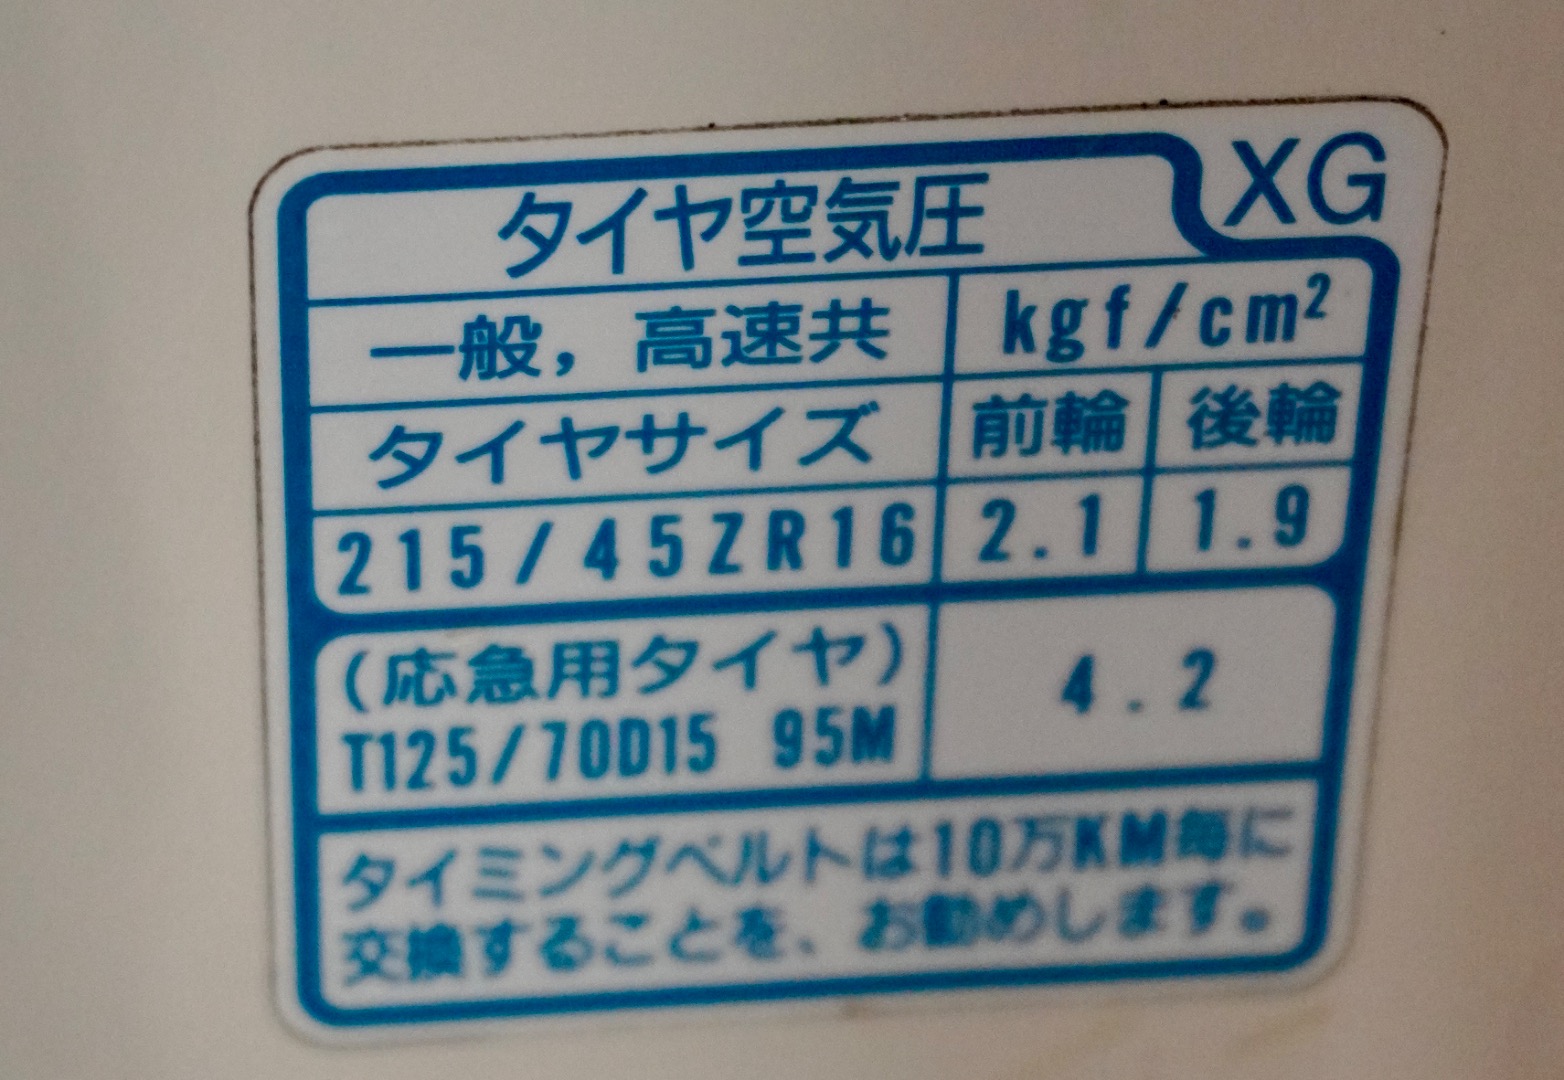 XG
タイヤ空気圧
一般，高速共 kgf/cm²
タイヤサイズ 前輪 後輪
215/45ZR16 2.1 1.9
(応急用タイヤ) 4.2
T125/70D15 95M
タイミングベルトは10万KM毎に
交換することを、お勧めします。